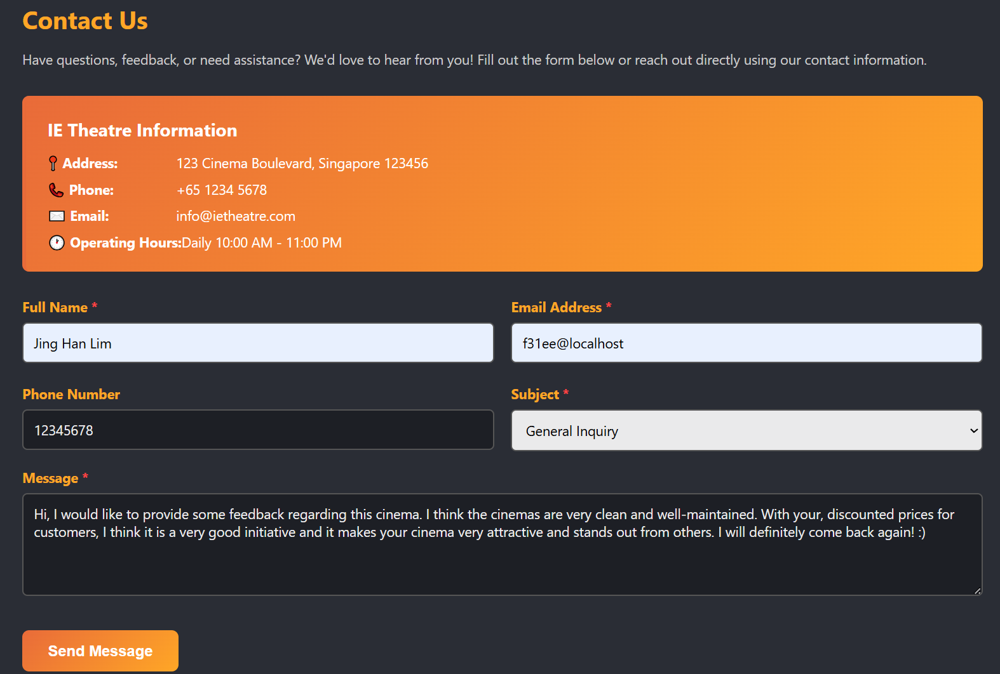 Contact Us
Have questions, feedback, or need assistance? We'd love to hear from you! Fill out the form below or reach out directly using our contact information.
IE Theatre Information
Address: 123 Cinema Boulevard, Singapore 123456
Phone: +65 1234 5678
Email: info@ietheatre.com
Operating Hours:Daily 10:00 AM - 11:00 PM
Full Name * Email Address *
Jing Han Lim f31ee@localhost
Phone Number Subject *
12345678 General Inquiry
Message *
Hi, I would like to provide some feedback regarding this cinema. I think the cinemas are very clean and well-maintained. With your, discounted prices for
customers, I think it is a very good initiative and it makes your cinema very attractive and stands out from others. I will definitely come back again! :)
Send Message